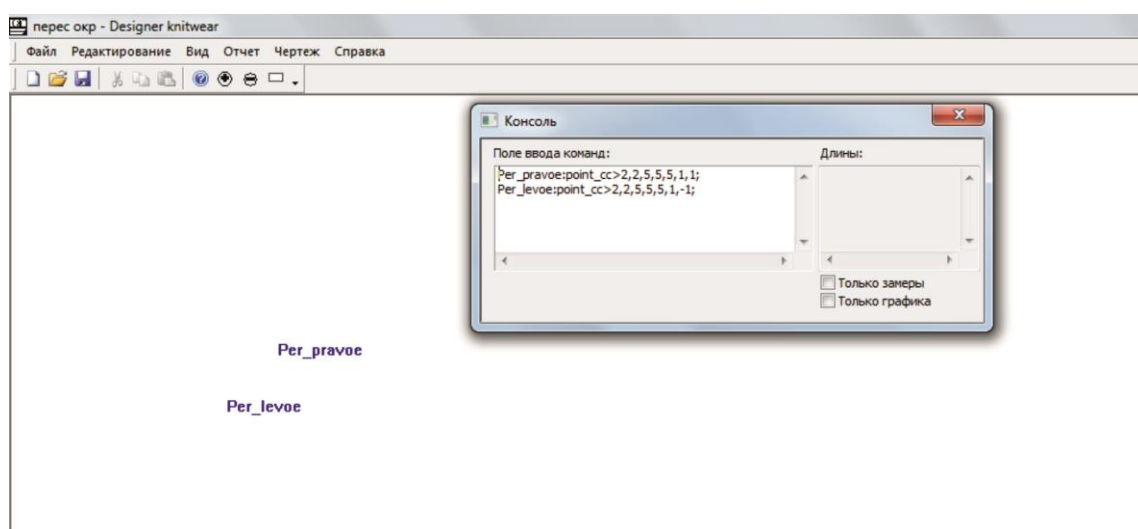 перес окр - Designer knitwear
Файл Редактирование Вид Отчет Чертеж Справка
Консоль
Поле ввода команд:
Per_pravoe:point_cc>2,2,5,5,5,1,1;
Per_levoe:point_cc>2,2,5,5,5,1,-1;
Длины:
Только замеры
Только графика
Per_pravoe
Per_levoe